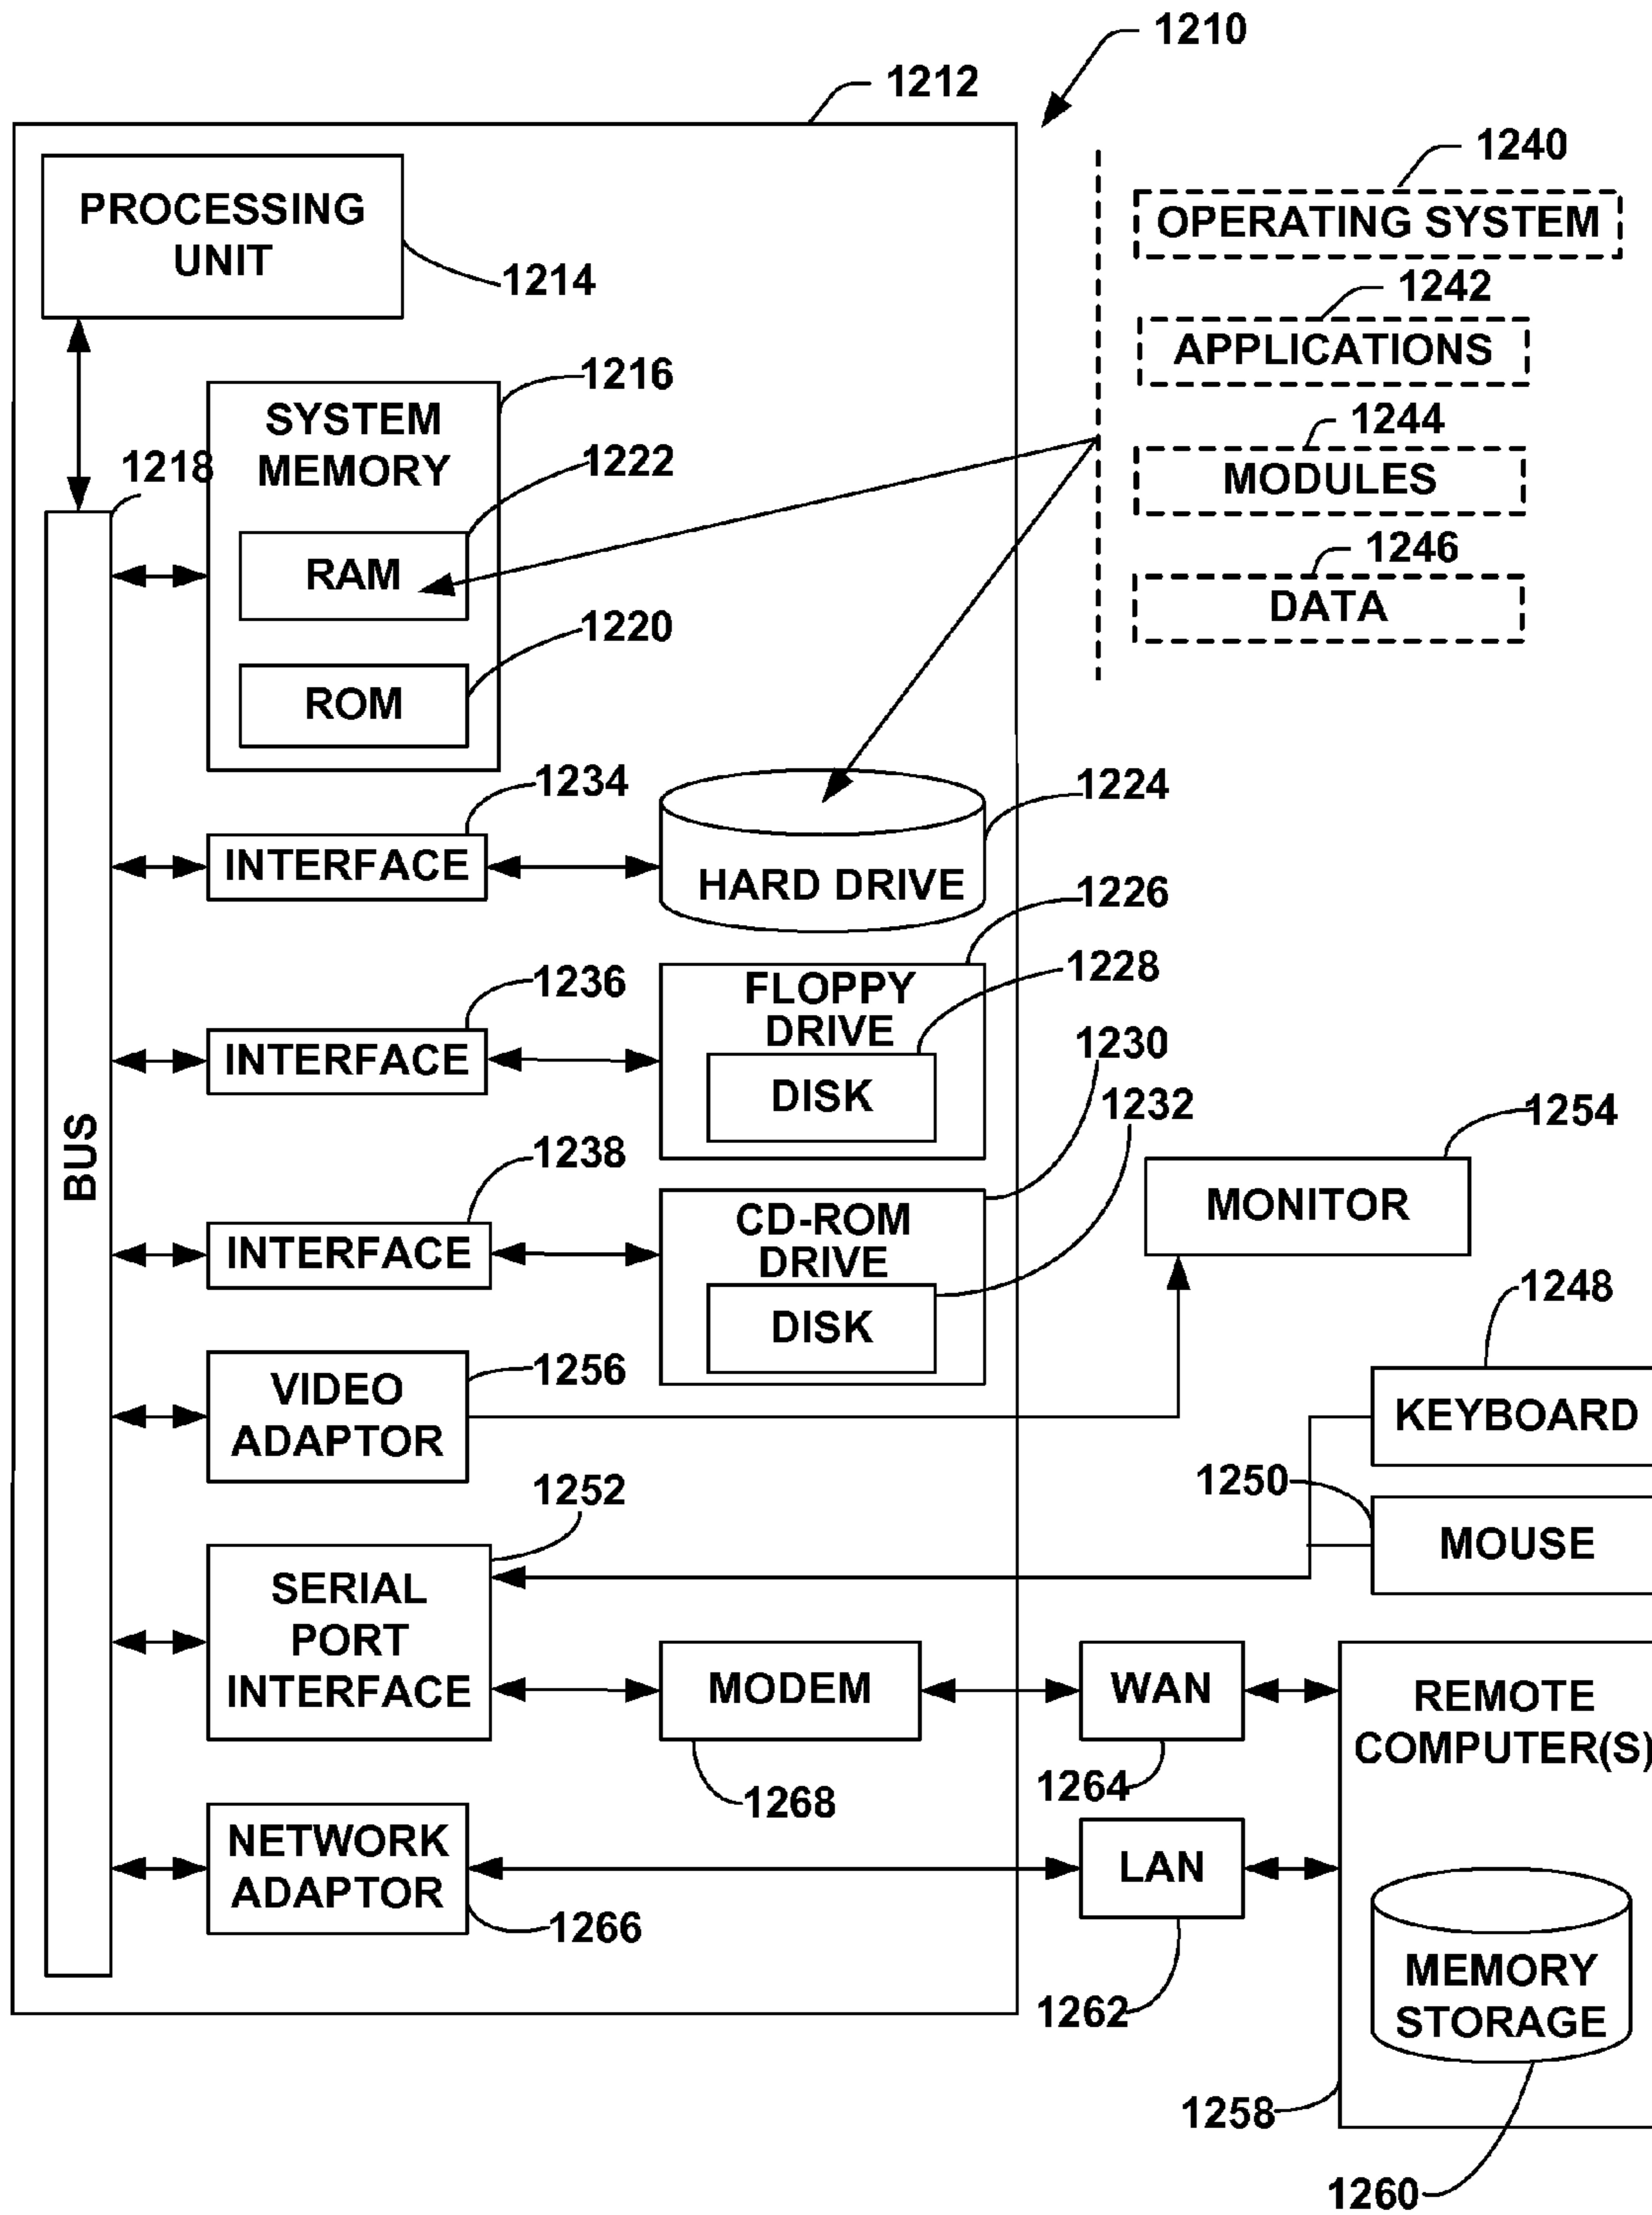 1210
1212
1240
PROCESSING
UNIT
OPERATING SYSTEM
1214
1242
APPLICATIONS
1216
SYSTEM
MEMORY
1244
1218
1222
MODULES
1246
RAM
DATA
1220
ROM
1234
1224
INTERFACE
HARD DRIVE
1226
1236
FLOPPY
DRIVE
1228
1230
INTERFACE
DISK
1232
1254
BUS
1238
MONITOR
INTERFACE
CD-ROM
DRIVE
1248
DISK
1256
VIDEO
ADAPTOR
KEYBOARD
1252
1250
MOUSE
SERIAL
PORT
INTERFACE
MODEM
WAN
REMOTE
COMPUTER(S)
1268
1264
NETWORK
ADAPTOR
LAN
1266
1262
MEMORY
STORAGE
1258
1260